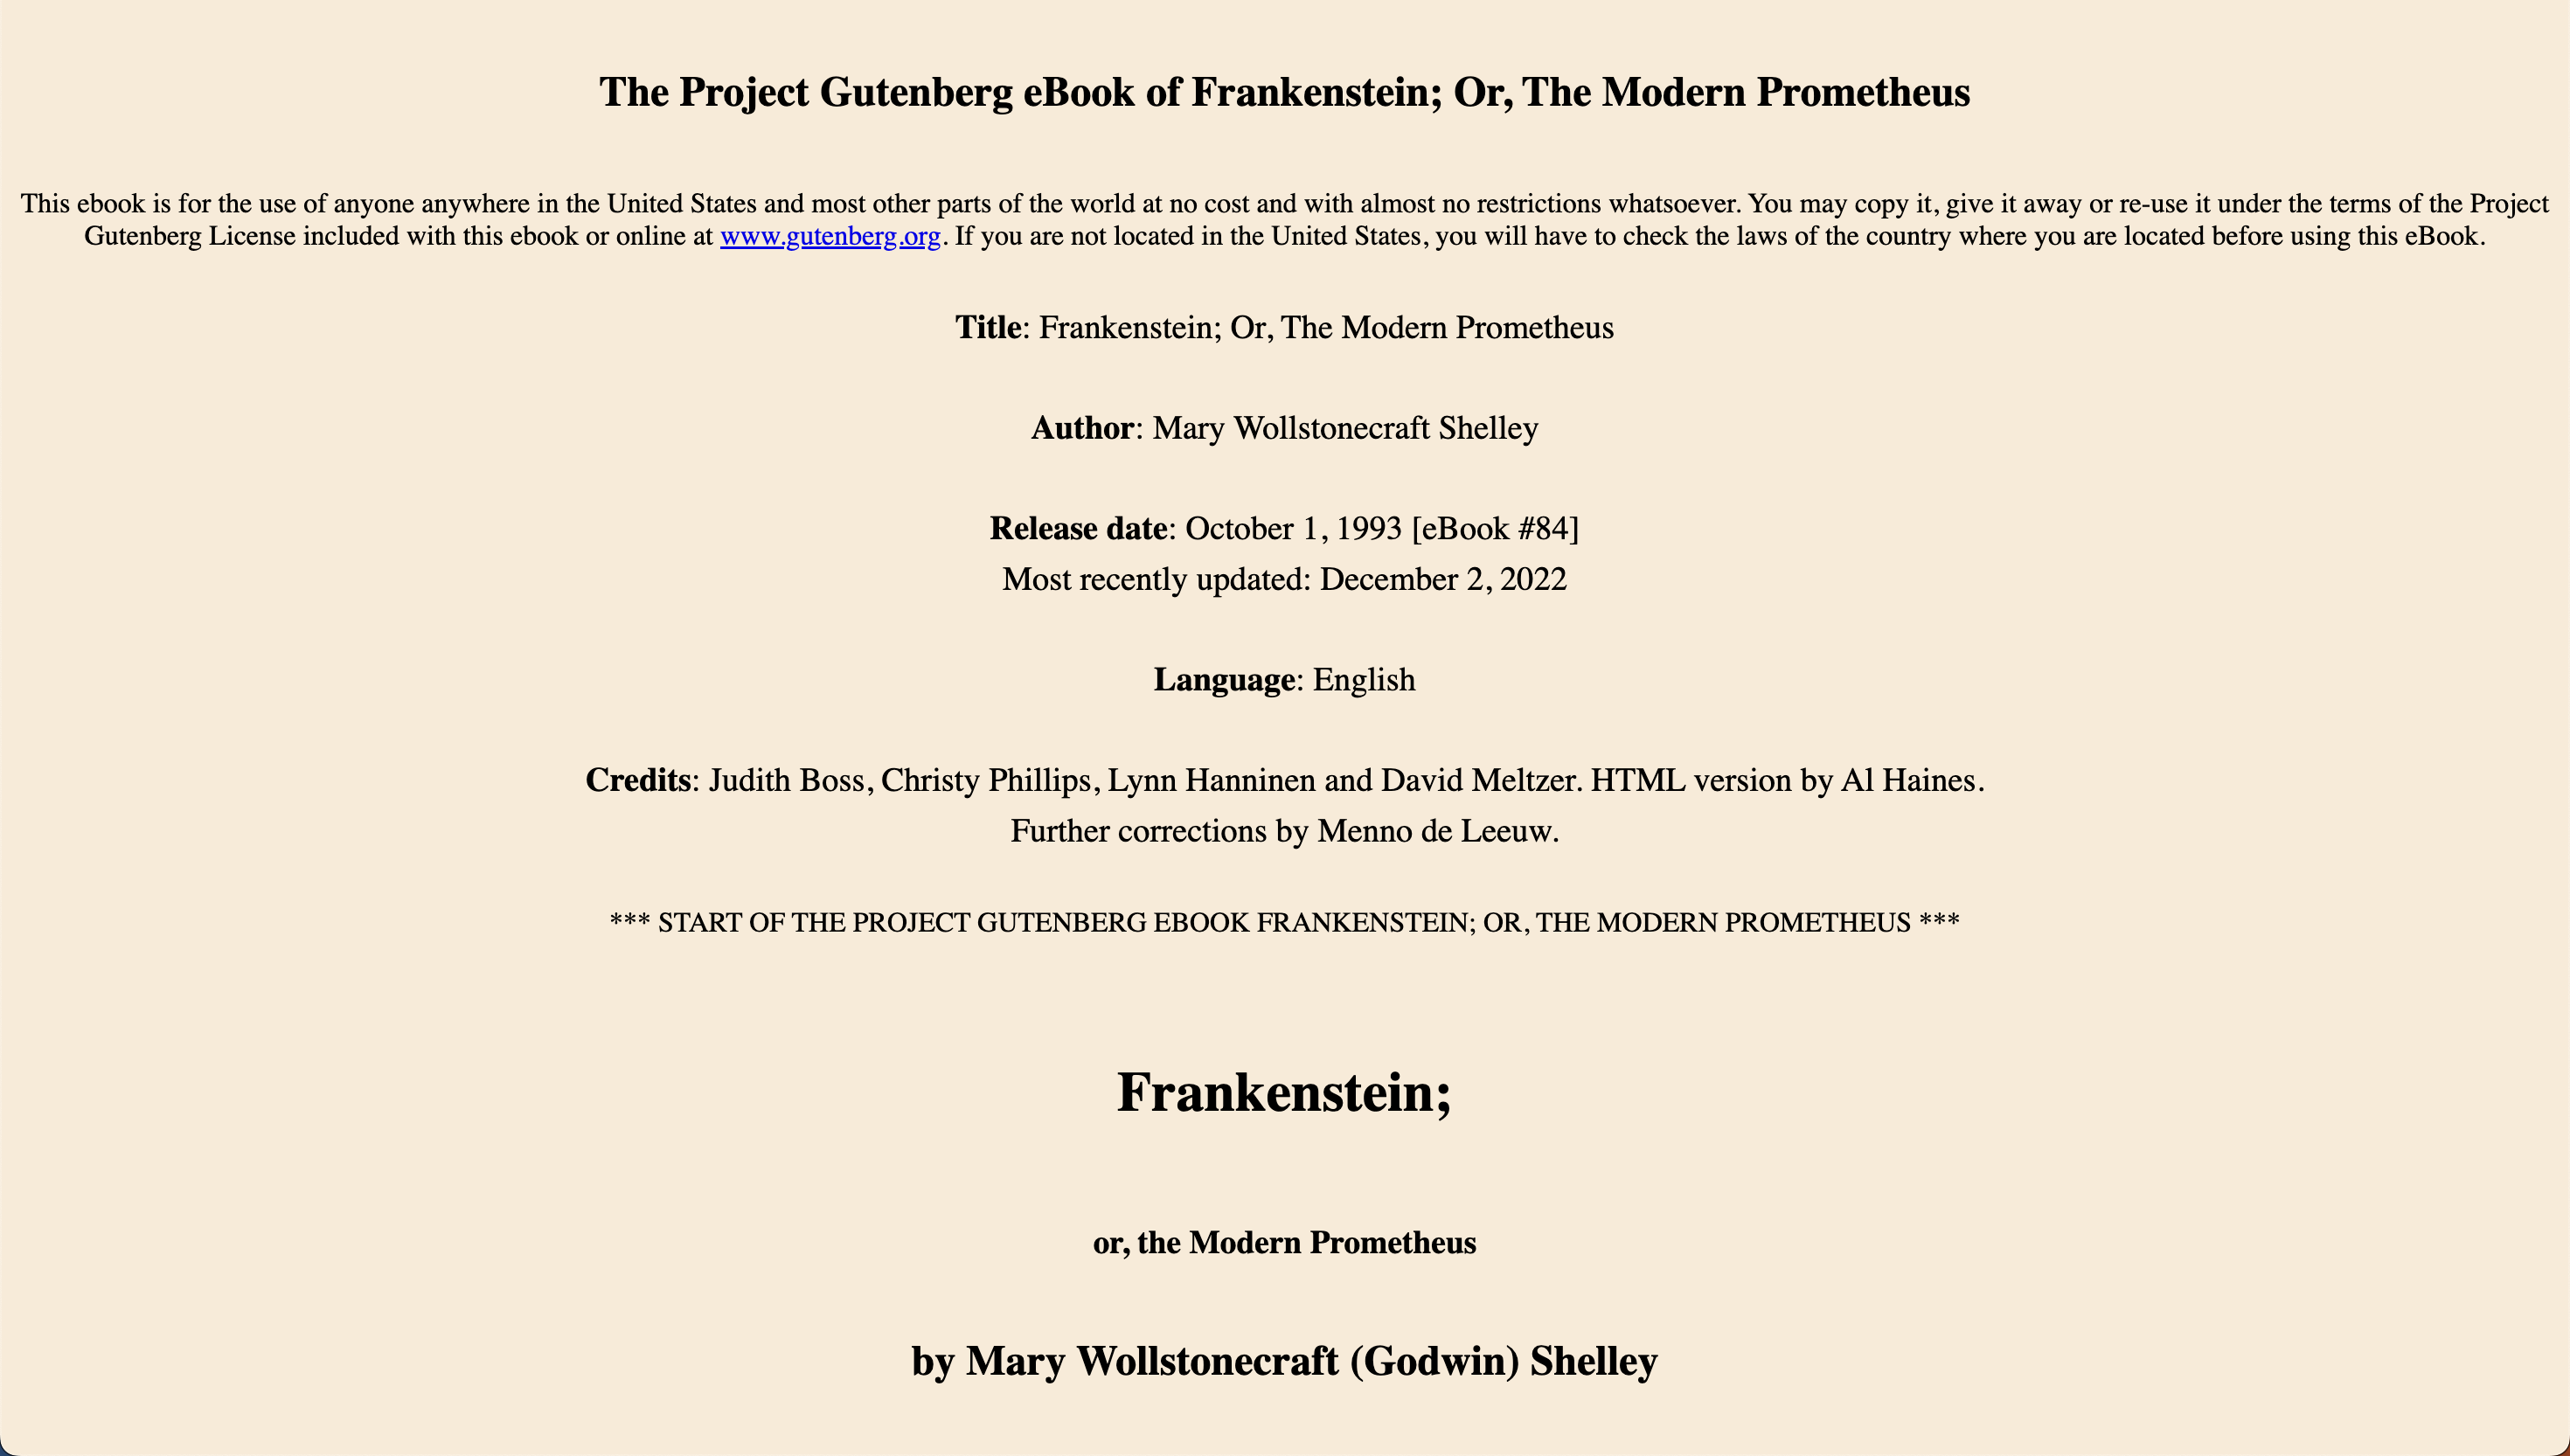 The Project Gutenberg eBook of Frankenstein; Or, The Modern Prometheus
This ebook is for the use of anyone anywhere in the United States and most other parts of the world at no cost and with almost no restrictions whatsoever. You may copy it, give it away or re-use it under the terms of the Project
Gutenberg License included with this ebook or online at www.gutenberg.org. If you are not located in the United States, you will have to check the laws of the country where you are located before using this eBook.
Title: Frankenstein; Or, The Modern Prometheus
Author: Mary Wollstonecraft Shelley
Release date: October 1, 1993 [eBook #84]
Most recently updated: December 2, 2022
Language: English
Credits: Judith Boss, Christy Phillips, Lynn Hanninen and David Meltzer. HTML version by Al Haines.
Further corrections by Menno de Leeuw.
*** START OF THE PROJECT GUTENBERG EBOOK FRANKENSTEIN; OR, THE MODERN PROMETHEUS ***
Frankenstein;
or, the Modern Prometheus
by Mary Wollstonecraft (Godwin) Shelley